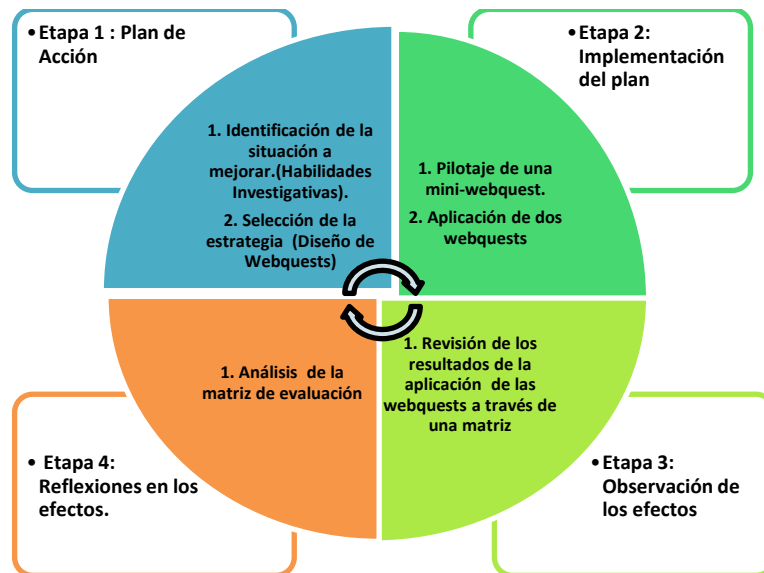 •Etapa 1 : Plan de
Acción
•Etapa 2:
Implementación
del plan
1. Identificación de la
situación a
mejorar.(Habilidades
Investigativas).
2. Selección de la
estrategia (Diseño de
Webquests)
1. Pilotaje de una
mini-webquest.
2. Aplicación de dos
webquests
1. Análisis de la
matriz de evaluación
1. Revisión de los
resultados de la
aplicación de las
webquests a través de
una matriz
• Etapa 4:
Reflexiones en los
efectos.
•Etapa 3:
Observación de
los efectos